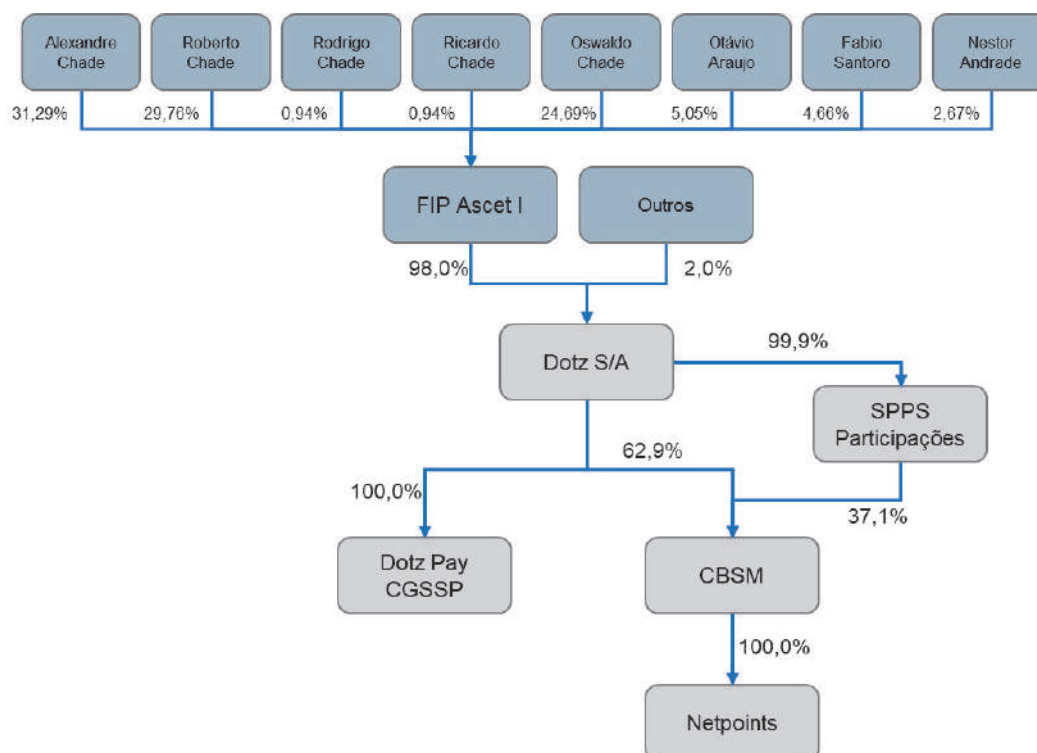 Alexandre
Chade
Roberto
Chade
Rodrigo
Chade
Ricardo
Chade
Oswaldo
Chade
Otávio
Araujo
Fabio
Santoro
Nestor
Andrade
31,29%
29,76%
0,94%
0,94%
24,69%
5,05%
4,66%
2,67%
FIP Ascet I
Outros
98,0%
2,0%
Dotz S/A
99,9%
SPPS
Participações
62,9%
100,0%
37,1%
Dotz Pay
CGSSP
CBSM
100,0%
Netpoints